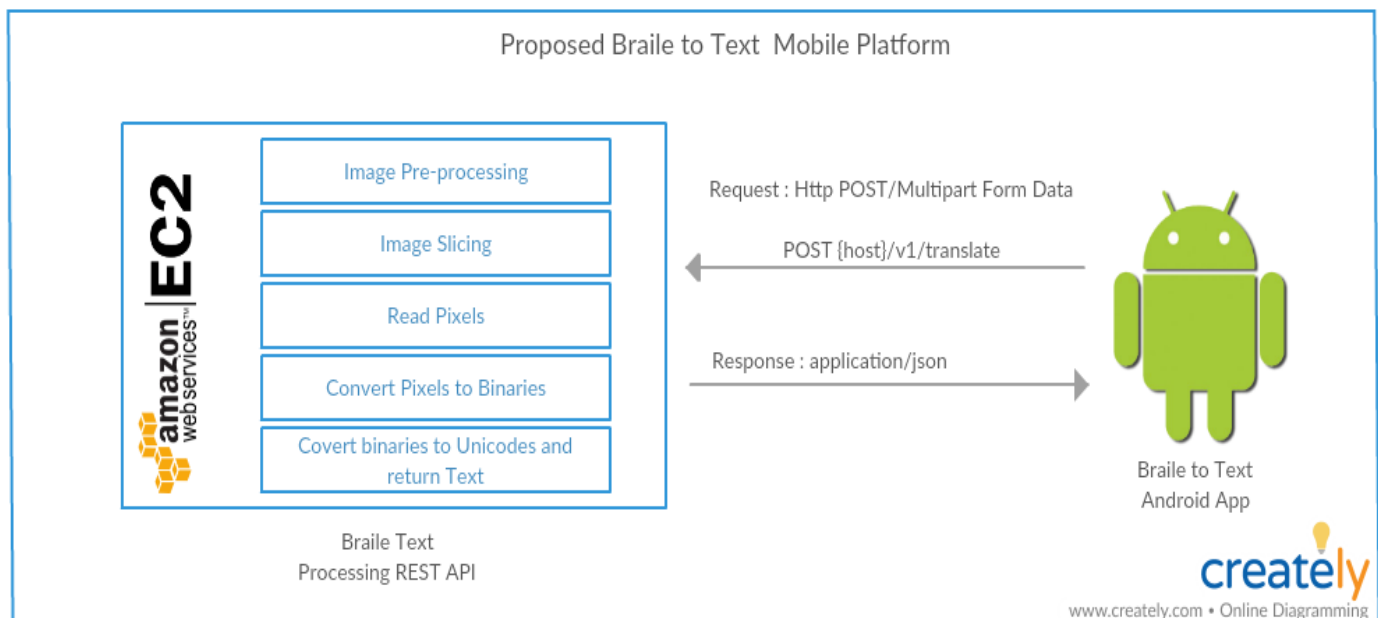 Proposed Braile to Text Mobile Platform
amazon
webservices™
EC2
Image Pre-processing
Image Slicing
Read Pixels
Convert Pixels to Binaries
Covert binaries to Unicodes and
return Text
Braile Text
Processing REST API
Request : Http POST/Multipart Form Data
POST {host}/v1/translate
Response : application/json
Braile to Text
Android App
creately
www.creately.com • Online Diagramming